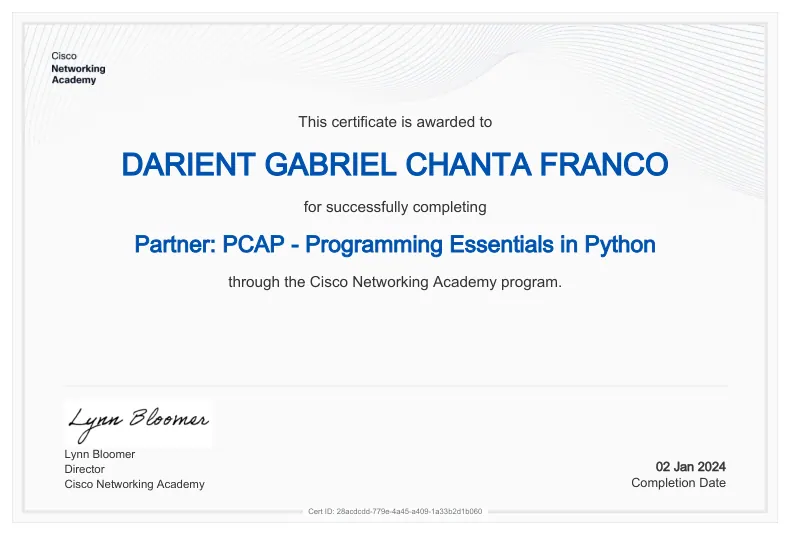 Cisco
Networking
Academy
This certificate is awarded to
DARIENT GABRIEL CHANTA FRANCO
for successfully completing
Partner: PCAP - Programming Essentials in Python
through the Cisco Networking Academy program.
Lynn Bloomer
Lynn Bloomer
Director
Cisco Networking Academy
02 Jan 2024
Completion Date
Cert ID: 28acdcdd-779e-4a45-a409-1a33b2d1b060